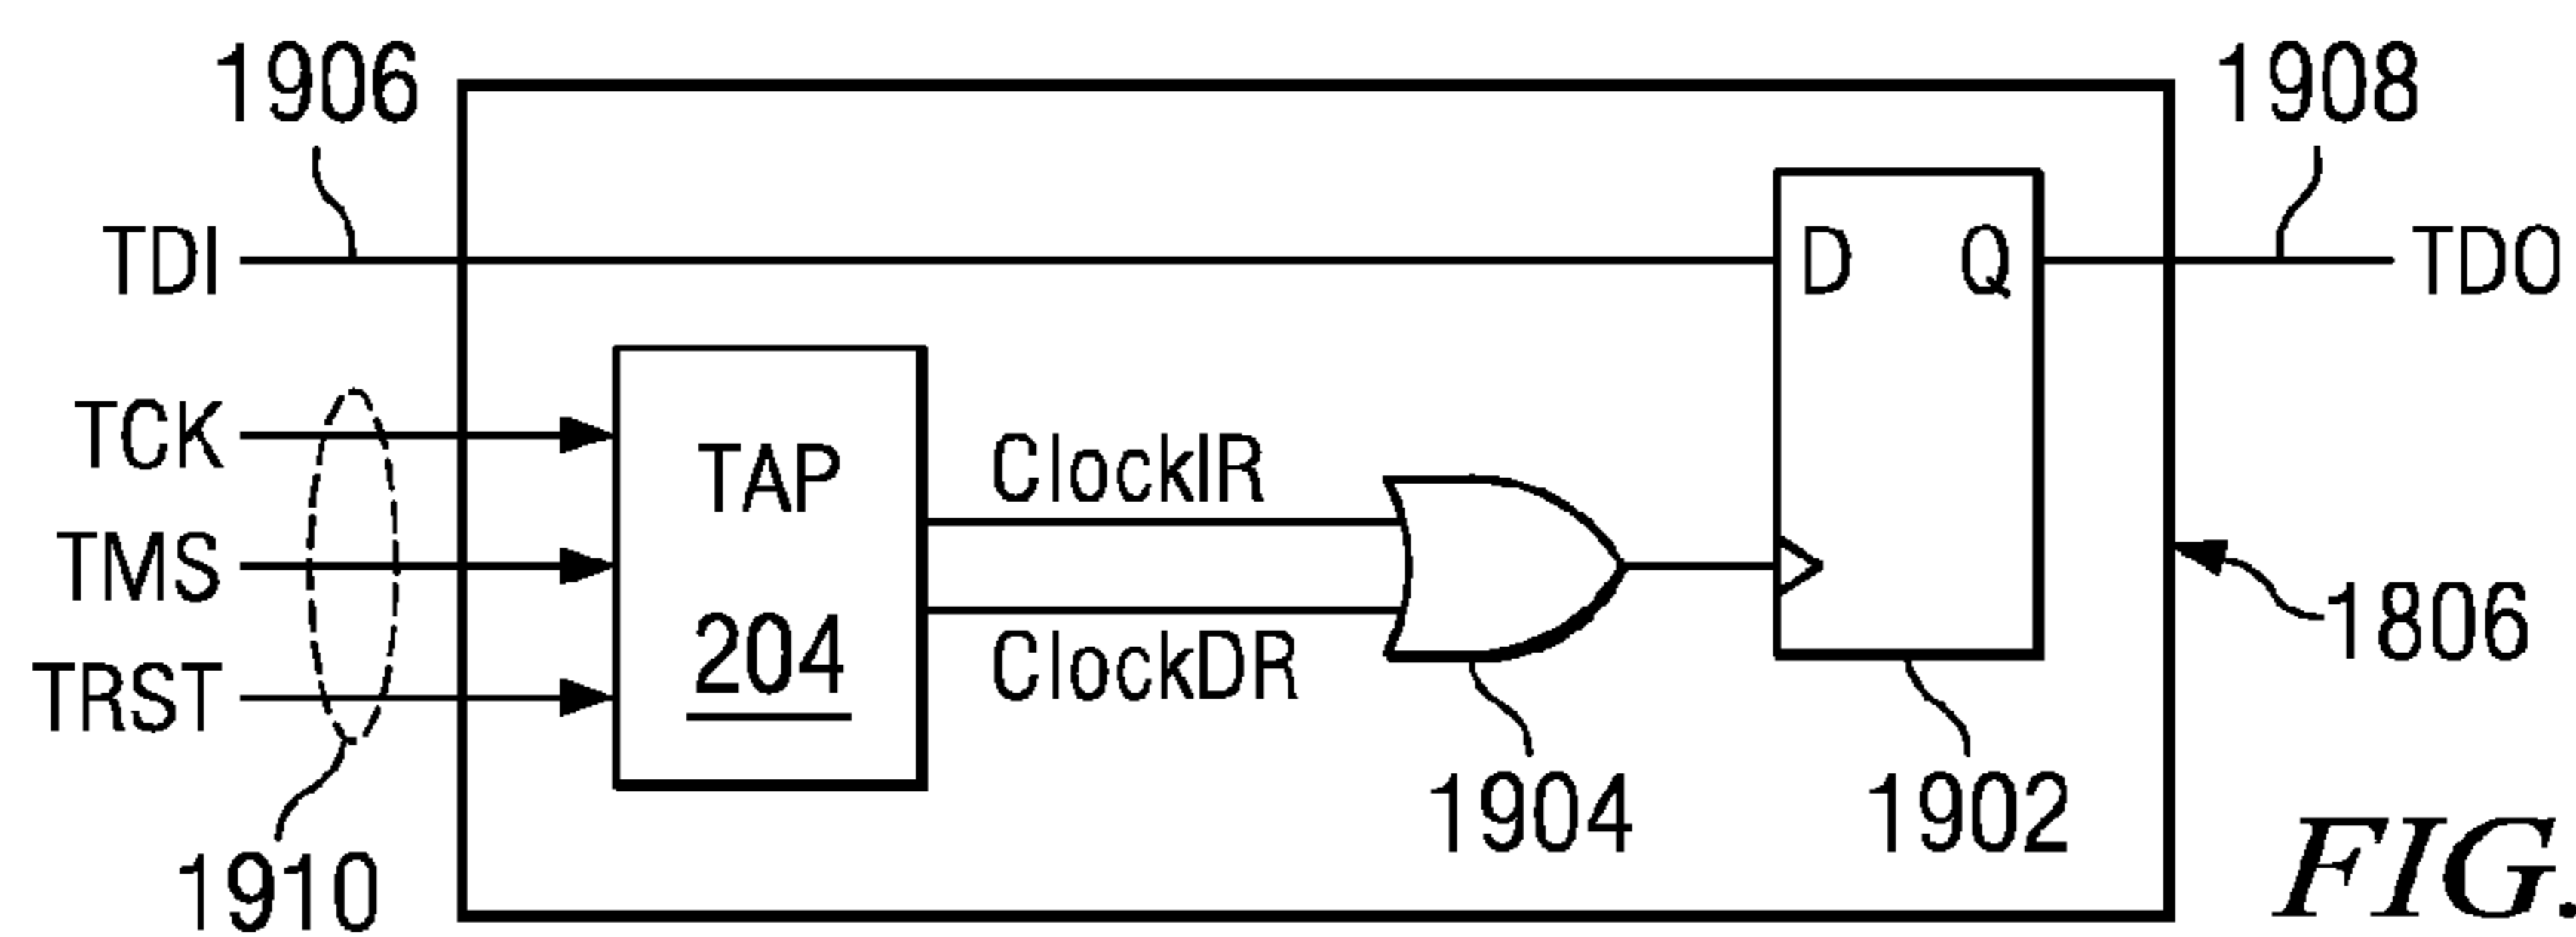 1906
1908
TDI
D
Q
TDO
TCK
TAP
ClockIR
TMS
204
1806
TRST
ClockDR
1904
1902
1910
FIG.